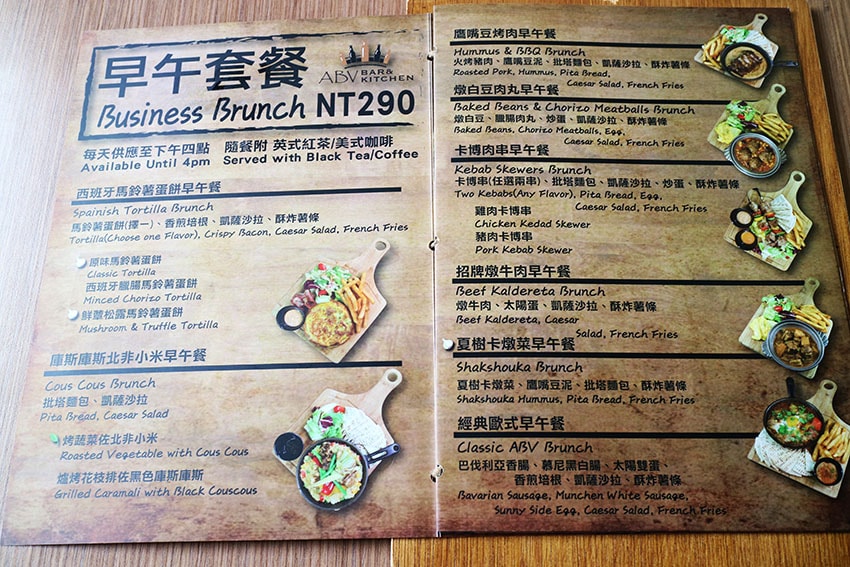 早午套餐
ABV BAR& KITCHEN
Business Brunch NT290
每天供應至下午四點 隨餐附 英式紅茶/美式咖啡
Available Until 4pm Served with Black Tea/Coffee
西班牙馬鈴薯蛋餅早午餐
Spainish Tortilla Brunch
馬鈴薯蛋餅(擇一)、香煎培根、凱薩沙拉、酥炸薯條
Tortilla(Choose one Flavor), Crispy Bacon, Caesar Salad, French Fries
原味馬鈴薯蛋餅
Classic Tortilla
西班牙臘腸馬鈴薯蛋餅
Minced Chorizo Tortilla
鮮蕈松露馬鈴薯蛋餅
Mushroom & Truffle Tortilla
庫斯庫斯北非小米早午餐
Cous Cous Brunch
批塔麵包、凱薩沙拉
Pita Bread, Caesar Salad
烤蔬菜佐北非小米
Roasted Vegetable with Cous Cous
爐烤花枝排佐黑色庫斯庫斯
Grilled Caramali with Black Couscous
鷹嘴豆烤肉早午餐
Hummus & BBQ Brunch
火烤豬肉、鷹嘴豆泥、批塔麵包、凱薩沙拉、酥炸薯條
Roasted Pork, Hummus, Pita Bread,
Caesar Salad, French Fries
燉白豆肉丸早午餐
Baked Beans & Chorizo Meatballs Brunch
燉白豆、臘腸肉丸、炒蛋、凱薩沙拉、酥炸薯條
Baked Beans, Chorizo Meatballs, Egg,
Caesar Salad, French Fries
卡博肉串早午餐
Kebab Skewers Brunch
卡博串(任選兩串)、批塔麵包、凱薩沙拉、炒蛋、酥炸薯條
Two Kebabs(Any Flavor), Pita Bread, Egg,
Caesar Salad, French Fries
雞肉卡博串
Chicken Kedad Skewer
豬肉卡博串
Pork Kebab Skewer
招牌燉牛肉早午餐
Beef Kaldereta Brunch
燉牛肉、太陽蛋、凱薩沙拉、酥炸薯條
Beef Kaldereta, Caesar
Salad, French Fries
夏樹卡燉菜早午餐
Shakshouka Brunch
夏樹卡燉菜、鷹嘴豆泥、批塔麵包、酥炸薯條
Shakshouka Hummus, Pita Bread, French Fries
經典歐式早午餐
Classic ABV Brunch
巴伐利亞香腸、慕尼黑白腸、太陽雙蛋、
香煎培根、凱薩沙拉、酥炸薯條
Bavarian Sausage, Munchen White Sausage,
Sunny Side Egg, Caesar Salad, French Fries